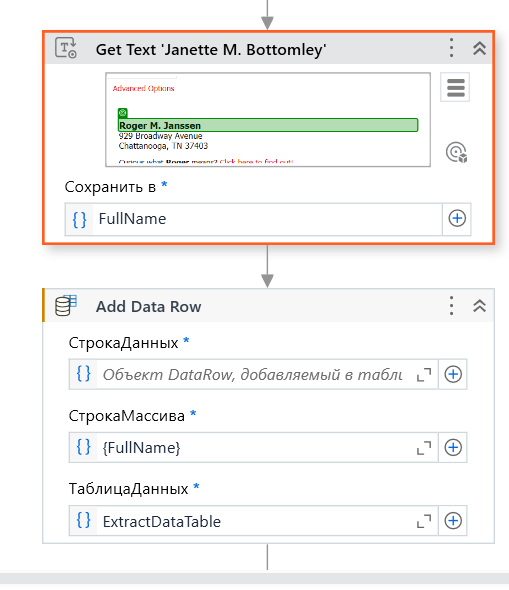 Get Text 'Janette M. Bottomley'
Advanced Options
Roger M. Janssen
929 Broadway Avenue
Chattanooga, TN 37403
Curious what Roger means? Click here to find out!
Сохранить в *
{} FullName
Add Data Row
СтрокаДанных *
{} Объект DataRow, добавляемый в табли
СтрокаМассива *
{} {FullName}
ТаблицаДанных *
{} ExtractDataTable